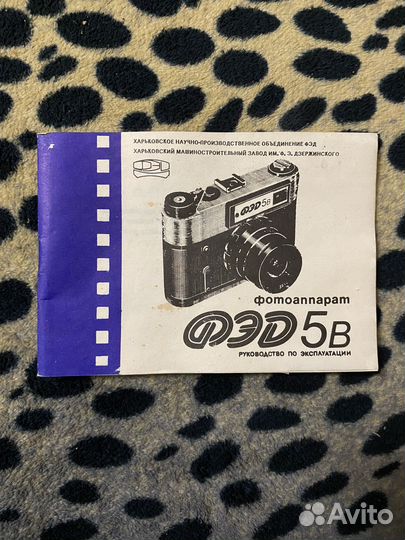 ХАРЬКОВСКОЕ НАУЧНО-ПРОИЗВОДСТВЕННОЕ ОБЪЕДИНЕНИЕ ФЭД
ХАРЬКОВСКИЙ МАШИНОСТРОИТЕЛЬНЫЙ ЗАВОД ИМ. Ф. Э. ДЗЕРЖИНСКОГО
ФЭД
ФЭД 5в
фотоаппарат
ФЭД 5в
РУКОВОДСТВО ПО ЭКСПЛУАТАЦИИ
Avito